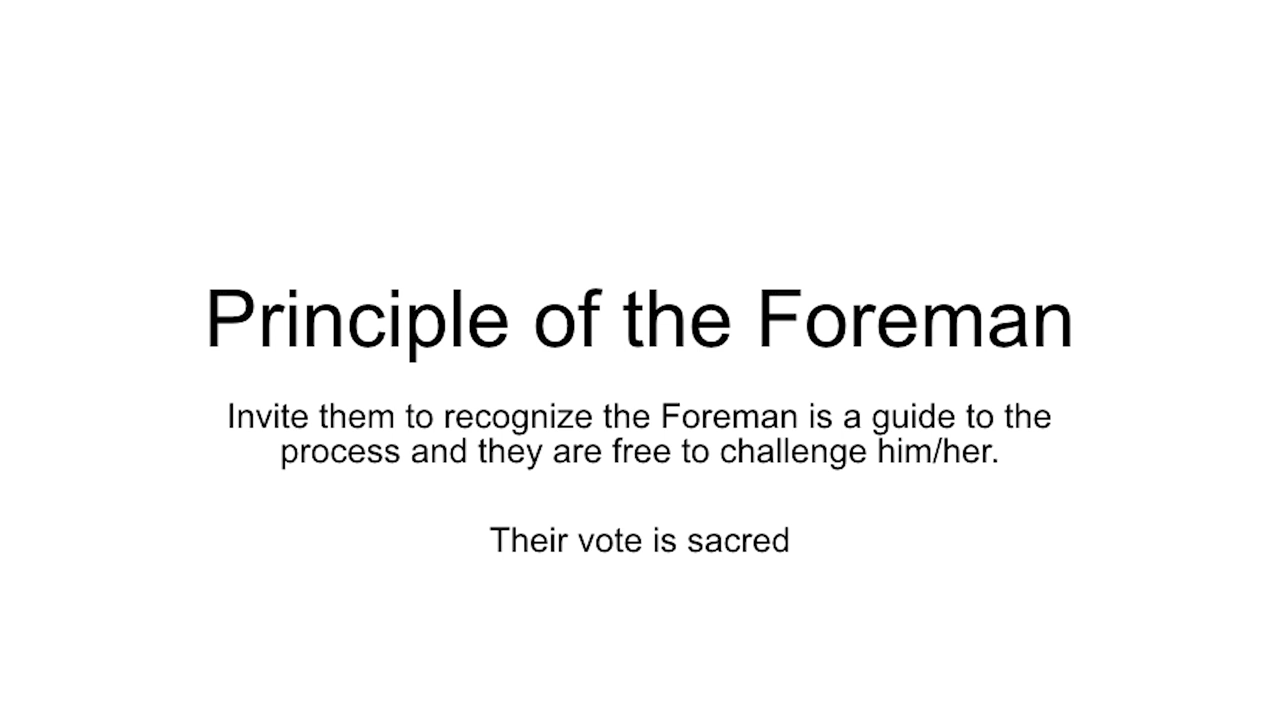 Principle of the Foreman
Invite them to recognize the Foreman is a guide to the
process and they are free to challenge him/her.
Their vote is sacred